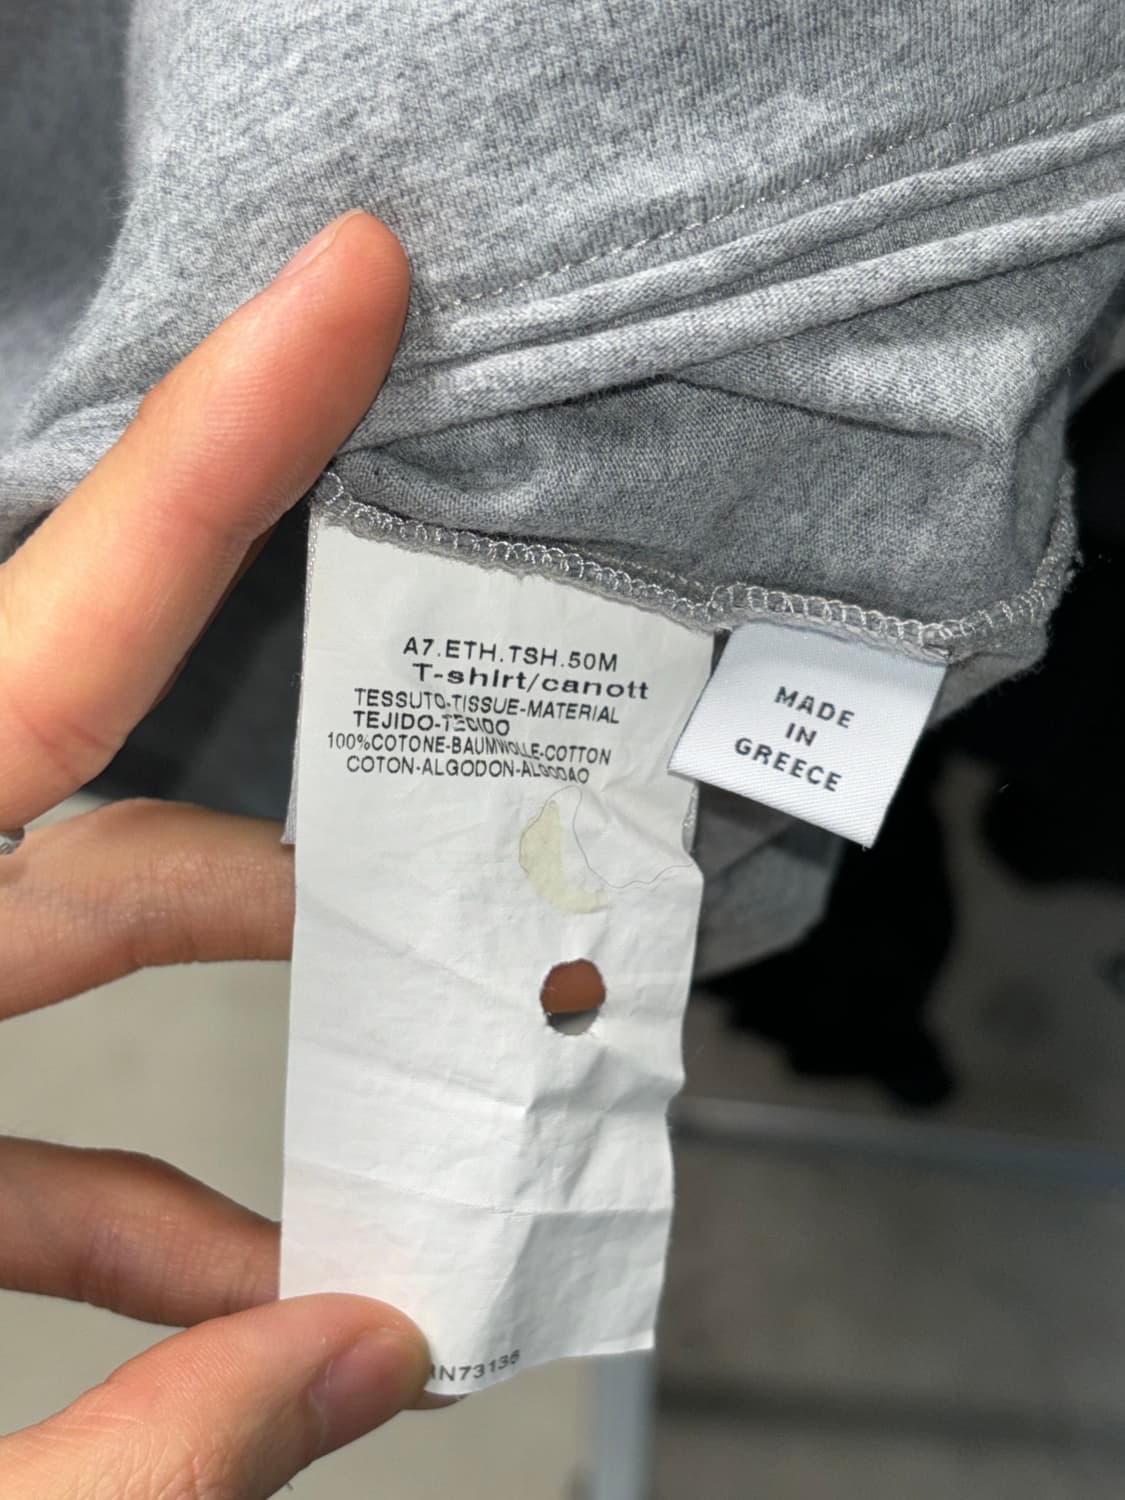 A7.ETH.TSH.50M
T-shirt/canott
TESSUTO-TISSUE-MATERIAL
TEJIDO-TECIDO
100%COTONE-BAUMWOLLE-COTTON
COTON-ALGODON-ALGODAO
MADE
IN
GREECE